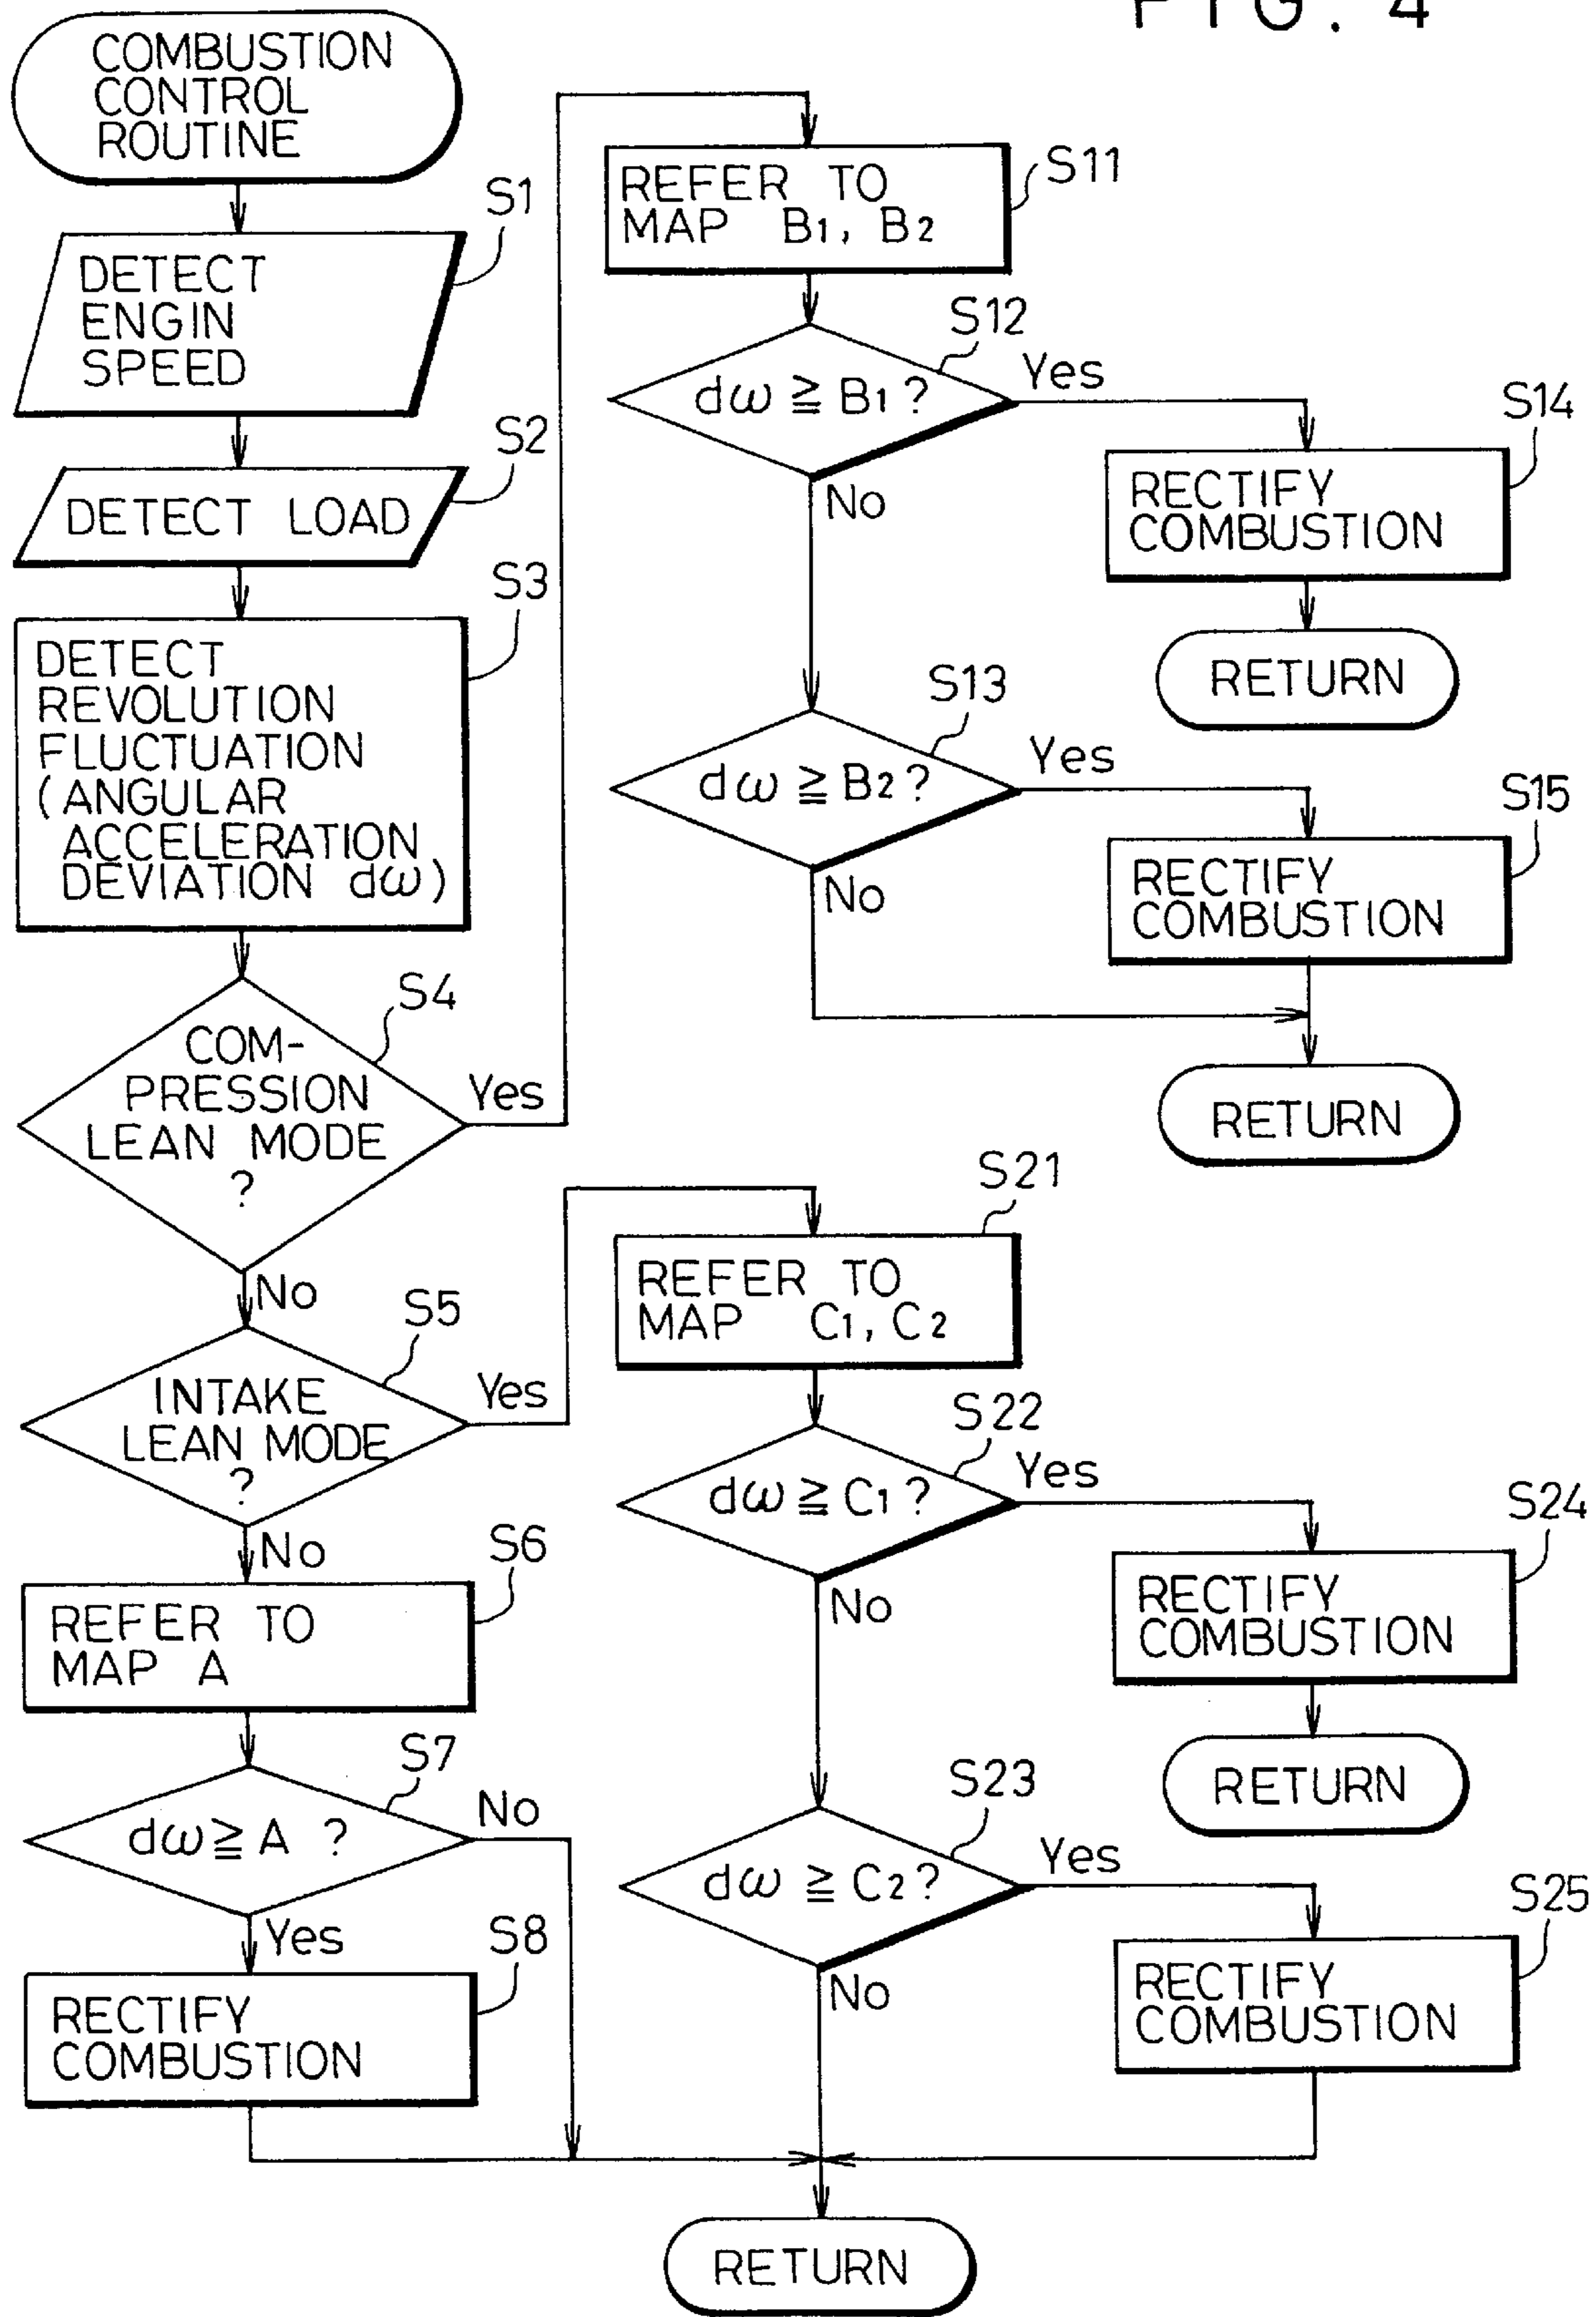 FIG. 4
COMBUSTION
CONTROL
ROUTINE
S1
DETECT
ENGIN
SPEED
S2
DETECT LOAD
S3
DETECT
REVOLUTION
FLUCTUATION
(ANGULAR
ACCELERATION
DEVIATION dω)
S4
COM-
PRESSION
LEAN MODE
?
Yes
No
S5
INTAKE
LEAN MODE
?
Yes
No
S6
REFER TO
MAP A
S7
dω≧A ?
No
Yes
S8
RECTIFY
COMBUSTION
S11
REFER TO
MAP B1, B2
S12
dω≧B1?
Yes
No
S14
RECTIFY
COMBUSTION
RETURN
S13
dω≧B2?
Yes
No
S15
RECTIFY
COMBUSTION
RETURN
S21
REFER TO
MAP C1, C2
S22
dω≧C1?
Yes
No
S24
RECTIFY
COMBUSTION
RETURN
S23
dω≧C2?
Yes
No
S25
RECTIFY
COMBUSTION
RETURN